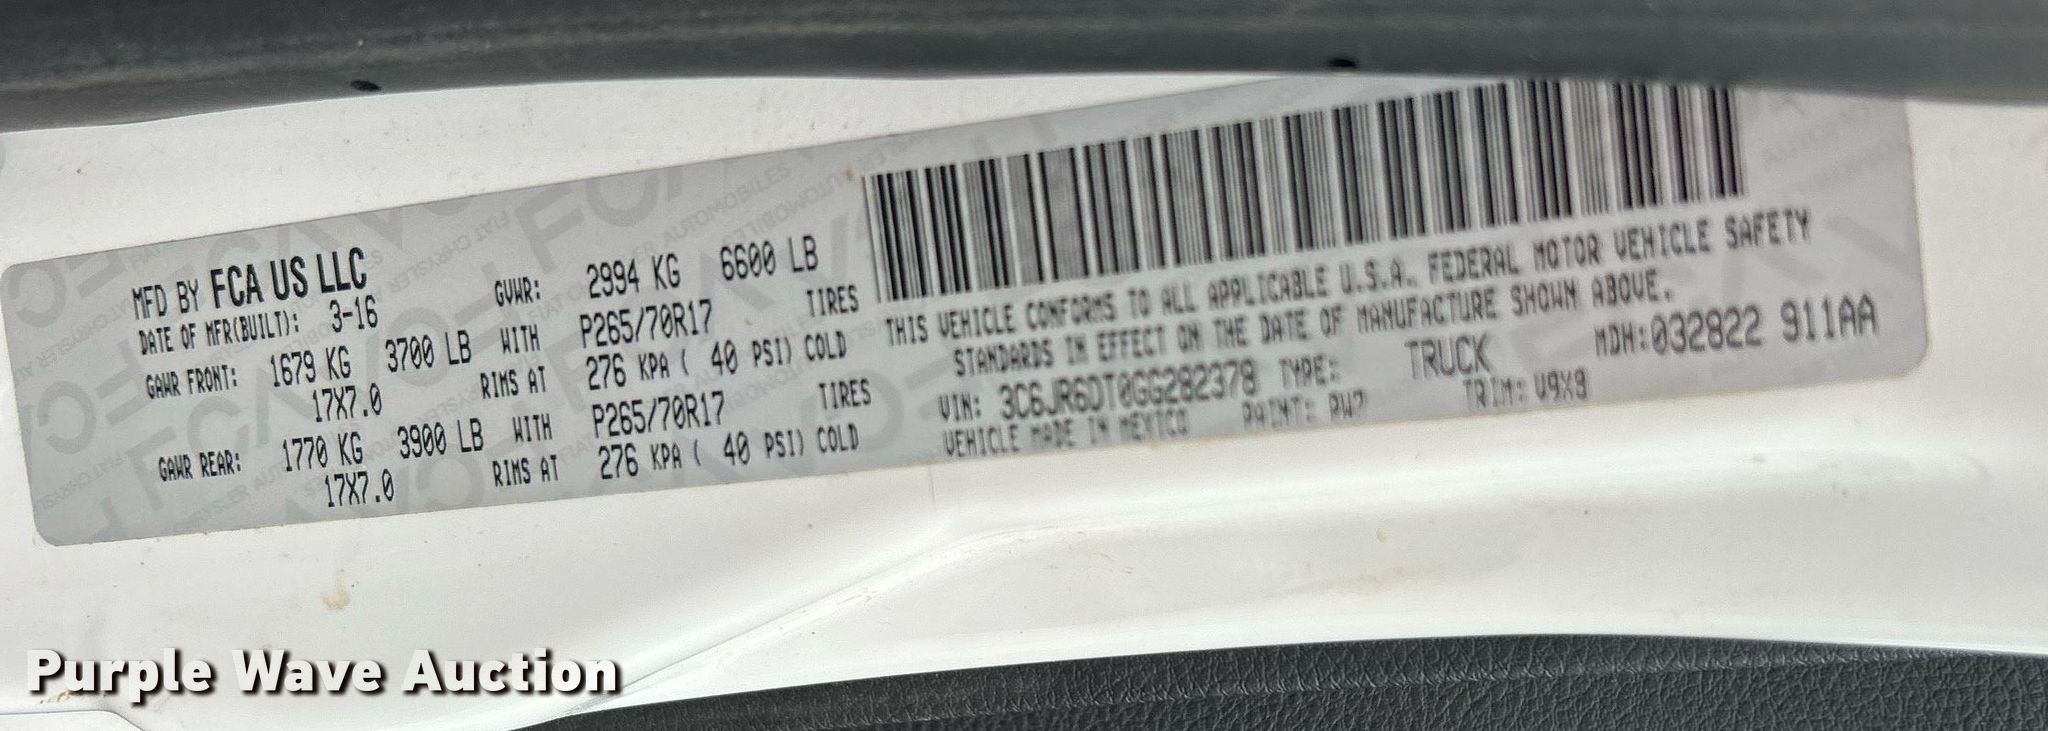 MFD BY FCA US LLC
DATE OF MFR(BUILT): 3-16 GVWR: 2994 KG 6600 LB
GAWR FRONT: 1679 KG 3700 LB WITH P265/70R17 TIRES
17X7.0 RIMS AT 276 KPA ( 40 PSI) COLD
GAWR REAR: 1770 KG 3900 LB WITH P265/70R17 TIRES
17X7.0 RIMS AT 276 KPA ( 40 PSI) COLD
THIS VEHICLE CONFORMS TO ALL APPLICABLE U.S.A. FEDERAL MOTOR VEHICLE SAFETY
STANDARDS IN EFFECT ON THE DATE OF MANUFACTURE SHOWN ABOVE.
VIN: 3C6JR6DT0GG282378 TYPE: TRUCK MDH:032822 911AA
VEHICLE MADE IN MEXICO PAINT: PW7 TRIM: V9X8
Purple Wave Auction